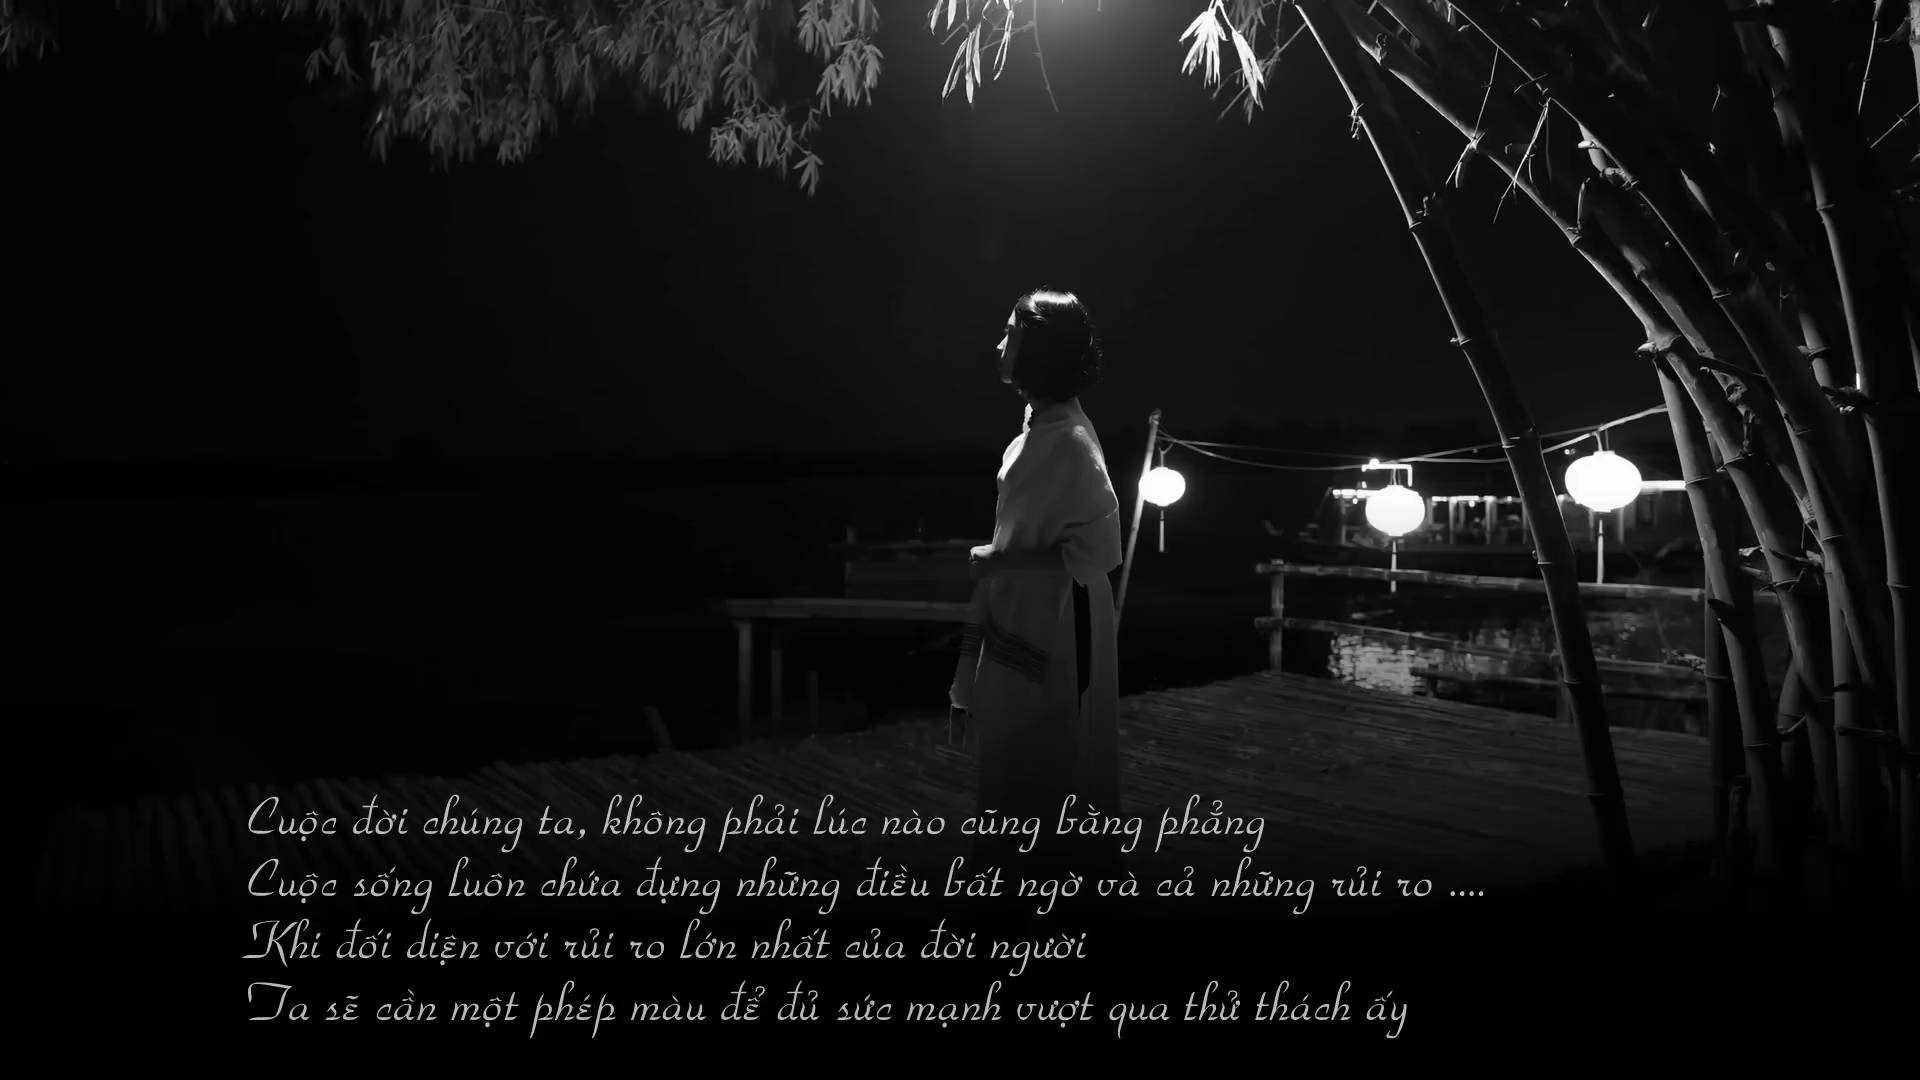 Cuộc đời chúng ta, không phải lúc nào cũng bằng phẳng
Cuộc sống luôn chứa đựng những điều bất ngờ và cả những rủi ro ....
Khi đối diện với rủi ro lớn nhất của đời người
Ta sẽ cần một phép màu để đủ sức mạnh vượt qua thử thách ấy